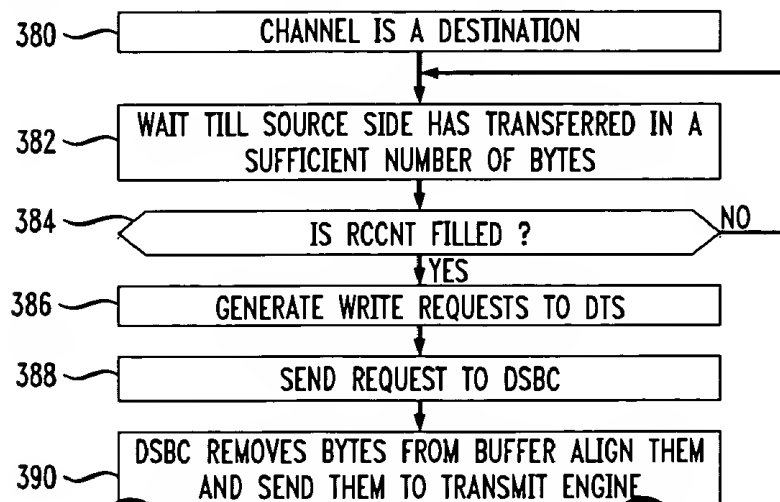 380
CHANNEL IS A DESTINATION
382
WAIT TILL SOURCE SIDE HAS TRANSFERRED IN A
SUFFICIENT NUMBER OF BYTES
384
IS RCCNT FILLED ?
NO
YES
386
GENERATE WRITE REQUESTS TO DTS
388
SEND REQUEST TO DSBC
390
DSBC REMOVES BYTES FROM BUFFER ALIGN THEM
AND SEND THEM TO TRANSMIT ENGINE